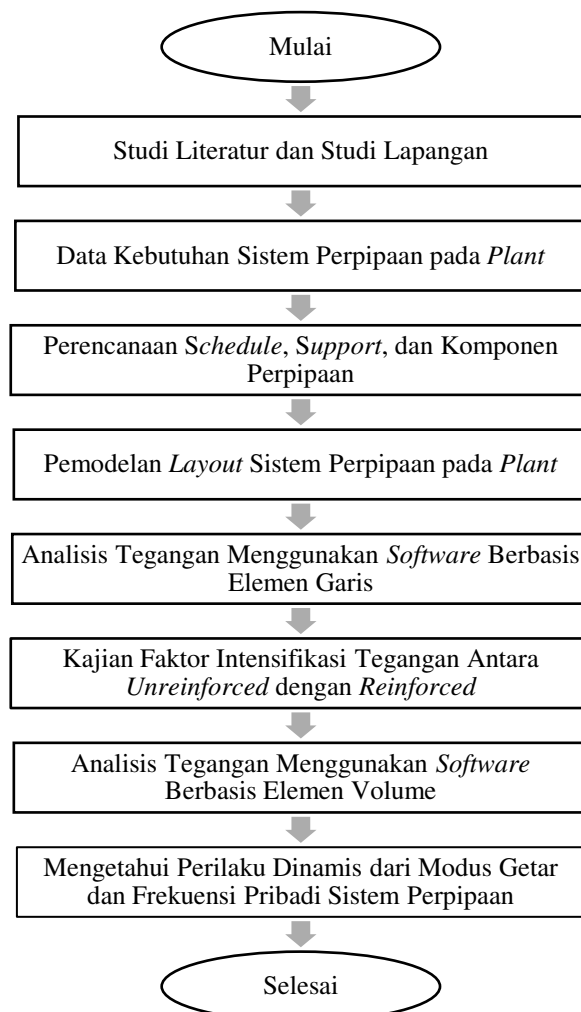 Mulai
Studi Literatur dan Studi Lapangan
Data Kebutuhan Sistem Perpipaan pada Plant
Perencanaan Schedule, Support, dan Komponen
Perpipaan
Pemodelan Layout Sistem Perpipaan pada Plant
Analisis Tegangan Menggunakan Software Berbasis
Elemen Garis
Kajian Faktor Intensifikasi Tegangan Antara
Unreinforced dengan Reinforced
Analisis Tegangan Menggunakan Software
Berbasis Elemen Volume
Mengetahui Perilaku Dinamis dari Modus Getar
dan Frekuensi Pribadi Sistem Perpipaan
Selesai